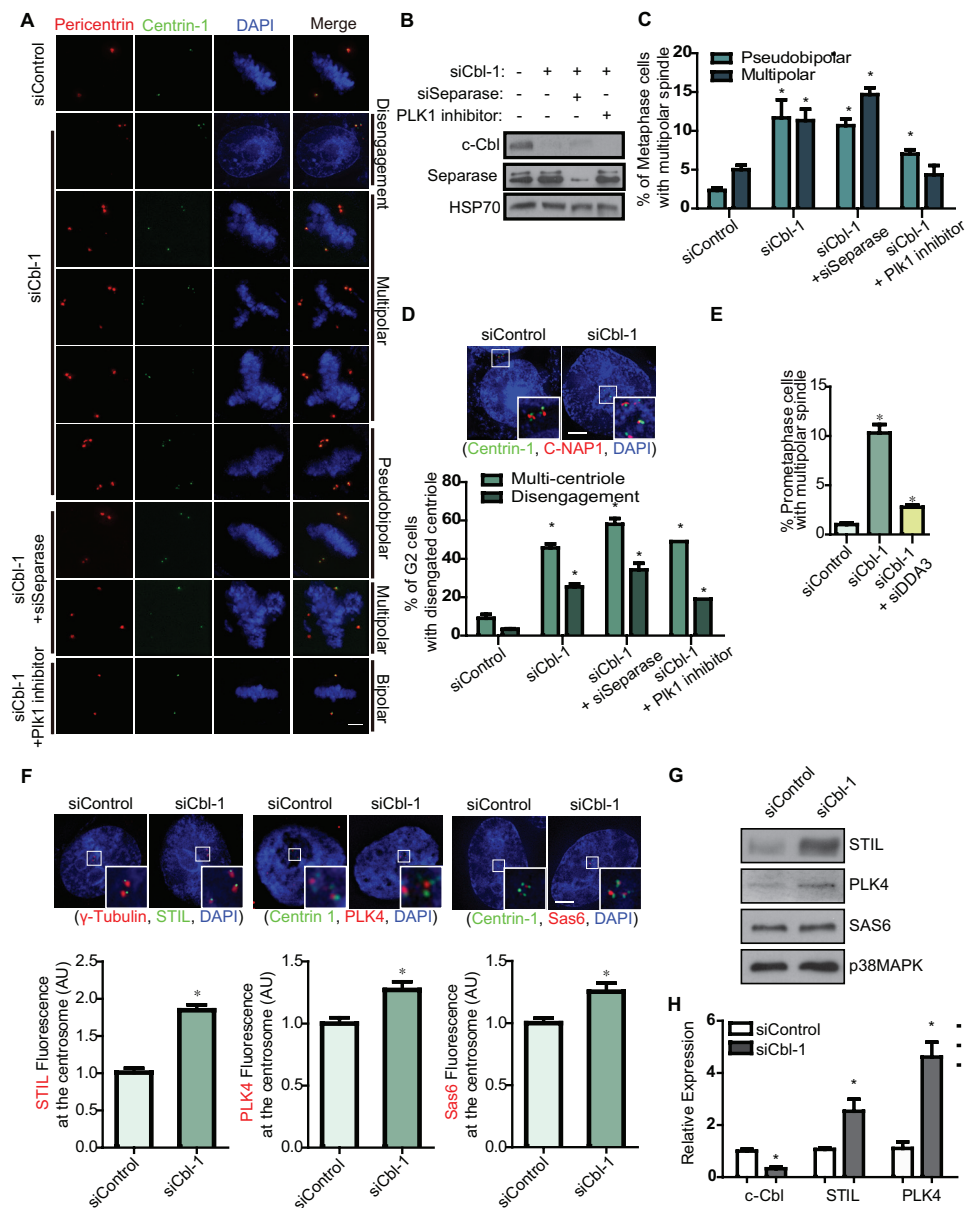 A
Pericentrin Centrin-1 DAPI Merge
siControl
siCbl-1
siCbl-1
+siSeparase
siCbl-1
+Plk1 inhibitor
Disengagement
Multipolar
Pseudobipolar
Multipolar
Bipolar
B
siCbl-1: - + + +
siSeparase: - - + -
PLK1 inhibitor: - - - +
c-Cbl
Separase
HSP70
C
% of Metaphase cells
with multipolar spindle
20
15
10
5
0
Pseudobipolar
Multipolar
* * * * *
siControl
siCbl-1
siCbl-1
+siSeparase
siCbl-1
+ Plk1 inhibitor
D
siControl siCbl-1
(Centrin-1, C-NAP1, DAPI)
% of G2 cells
with disengated centriole
80
60
40
20
0
Multi-centriole
Disengagement
* * * * * *
siControl
siCbl-1
siCbl-1
+ siSeparase
siCbl-1
+ Plk1 inhibitor
E
% Prometaphase cells
with multipolar spindle
15
10
5
0
* *
siControl
siCbl-1
siCbl-1
+ siDDA3
F
siControl siCbl-1 siControl siCbl-1 siControl siCbl-1
(γ-Tubulin, STIL, DAPI) (Centrin 1, PLK4, DAPI) (Centrin-1, Sas6, DAPI)
STIL Fluorescence
at the centrosome (AU)
2.5
2.0
1.5
1.0
0.5
0.0
*
siControl
siCbl-1
PLK4 Fluorescence
at the centrosome (AU)
1.5
1.0
0.5
0.0
*
siControl
siCbl-1
Sas6 Fluorescence
at the centrosome (AU)
1.5
1.0
0.5
0.0
*
siControl
siCbl-1
G
siControl siCbl-1
STIL
PLK4
SAS6
p38MAPK
H
Relative Expression
6
4
2
0
siControl
siCbl-1
* * *
c-Cbl STIL PLK4